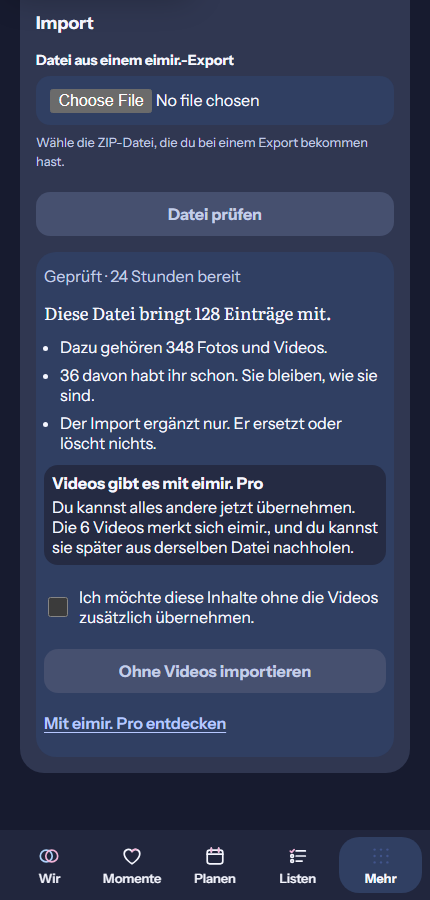 Import
Datei aus einem eimir.-Export
Choose File No file chosen
Wähle die ZIP-Datei, die du bei einem Export bekommen
hast.
Datei prüfen
Geprüft · 24 Stunden bereit
Diese Datei bringt 128 Einträge mit.
• Dazu gehören 348 Fotos und Videos.
• 36 davon habt ihr schon. Sie bleiben, wie sie
sind.
• Der Import ergänzt nur. Er ersetzt oder
löscht nichts.
Videos gibt es mit eimir. Pro
Du kannst alles andere jetzt übernehmen.
Die 6 Videos merkt sich eimir., und du kannst
sie später aus derselben Datei nachholen.
Ich möchte diese Inhalte ohne die Videos
zusätzlich übernehmen.
Ohne Videos importieren
Mit eimir. Pro entdecken
Wir Momente Planen Listen Mehr